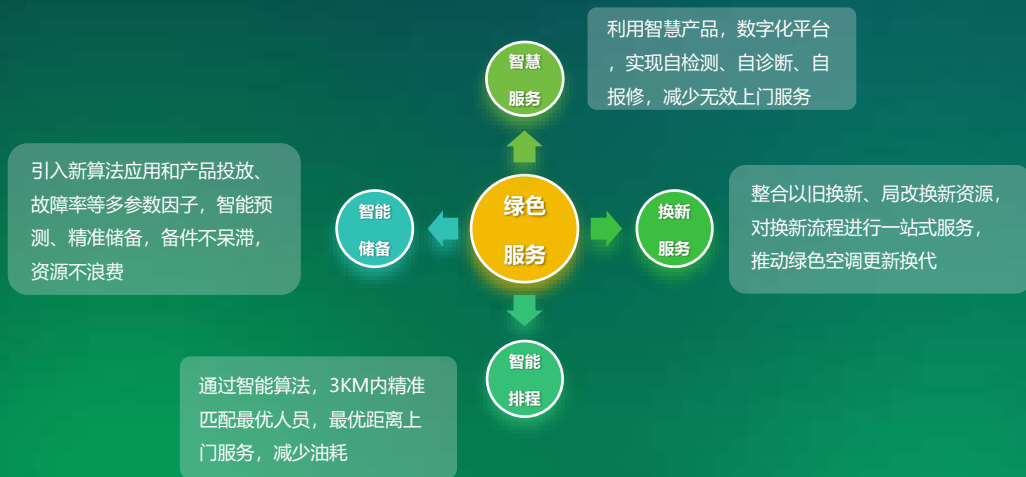 智慧
服务
利用智慧产品，数字化平台
，实现自检测、自诊断、自
报修，减少无效上门服务
引入新算法应用和产品投放、
故障率等多参数因子，智能预
测、精准储备，备件不呆滞，
资源不浪费
智能
储备
绿色
服务
换新
服务
整合以旧换新、局改换新资源，
对换新流程进行一站式服务，
推动绿色空调更新换代
智能
排程
通过智能算法，3KM内精准
匹配最优人员，最优距离上
门服务，减少油耗